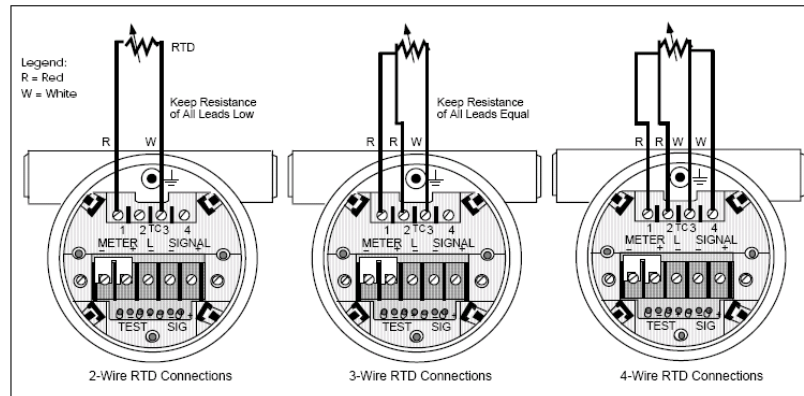 Legend:
R = Red
W = White
RTD
Keep Resistance
of All Leads Low
R W
1 2 TC 3 4
METER L SIGNAL
- + - +
TEST SIG
- +
2-Wire RTD Connections
Keep Resistance
of All Leads Equal
R R W
1 2 TC 3 4
METER L SIGNAL
- + - +
TEST SIG
- +
3-Wire RTD Connections
R R W W
1 2 TC 3 4
METER L SIGNAL
- + - +
TEST SIG
- +
4-Wire RTD Connections